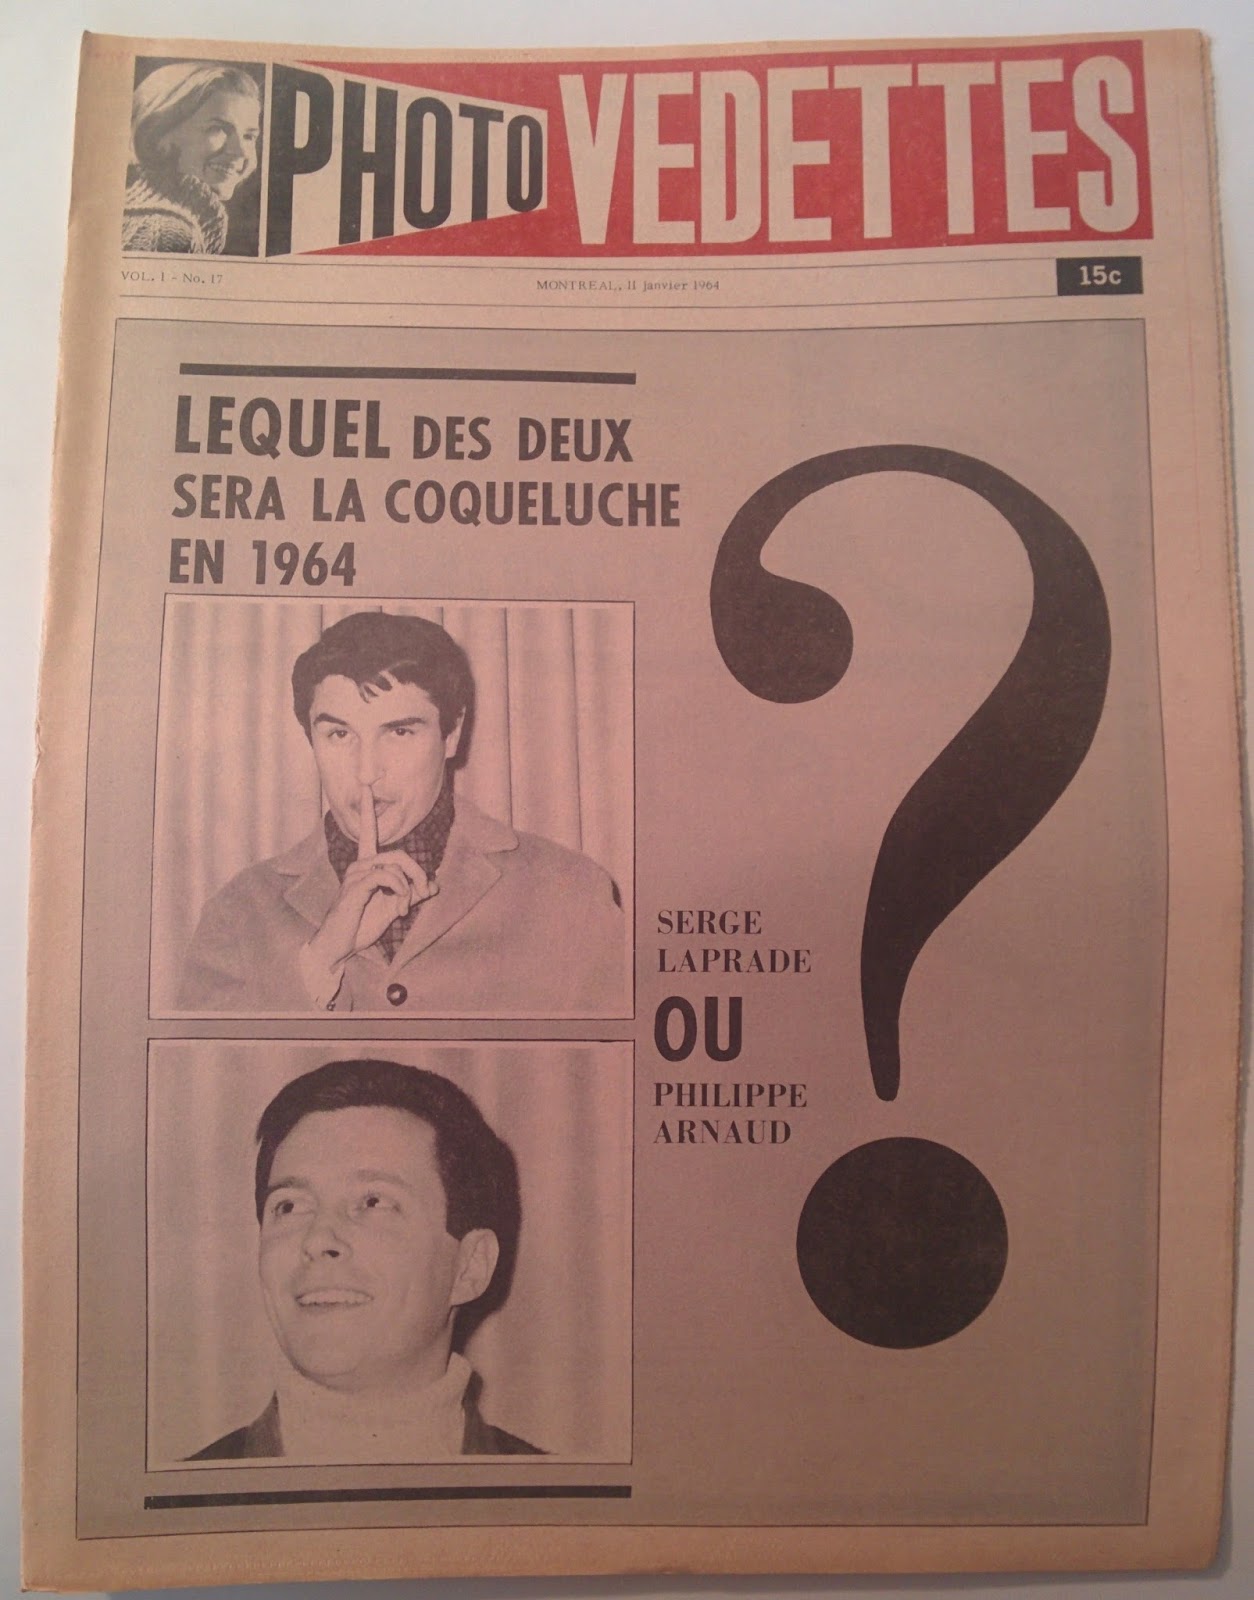 PHOTO VEDETTES
VOL. 1 - No. 17
MONTREAL,, 11 janvier 1964
15c
LEQUEL DES DEUX
SERA LA COQUELUCHE
EN 1964
?
SERGE
LAPRADE
OU
PHILIPPE
ARNAUD